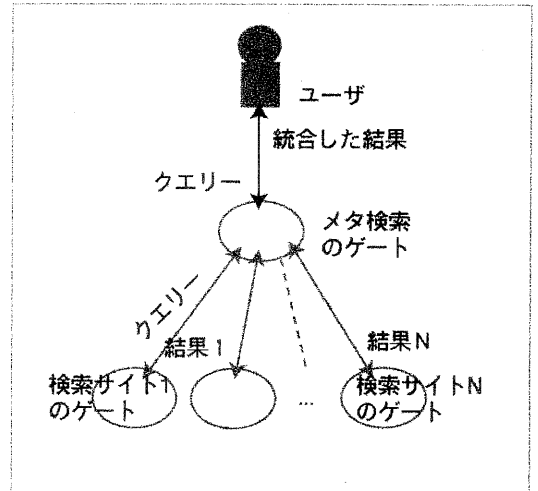 ユーザ
統合した結果
クエリー
メタ検索
のゲート
クエリー
結果1
結果N
検索サイト1
のゲート
...
検索サイトN
のゲート